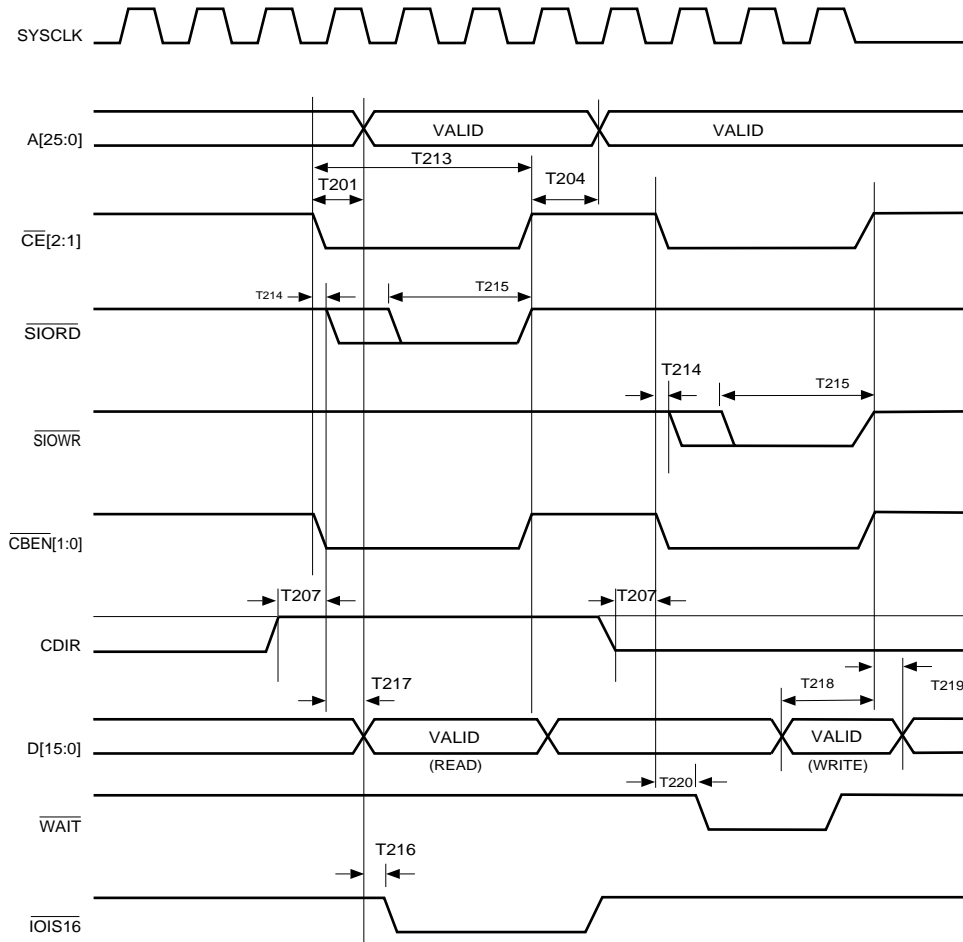 SYSCLK
A[25:0]
VALID
VALID
T213
T201
T204
CE[2:1]
T214
T215
SIORD
T214
T215
SIOWR
CBEN[1:0]
T207
T207
CDIR
T217
T218
T219
D[15:0]
VALID
(READ)
VALID
(WRITE)
T220
WAIT
T216
IOIS16